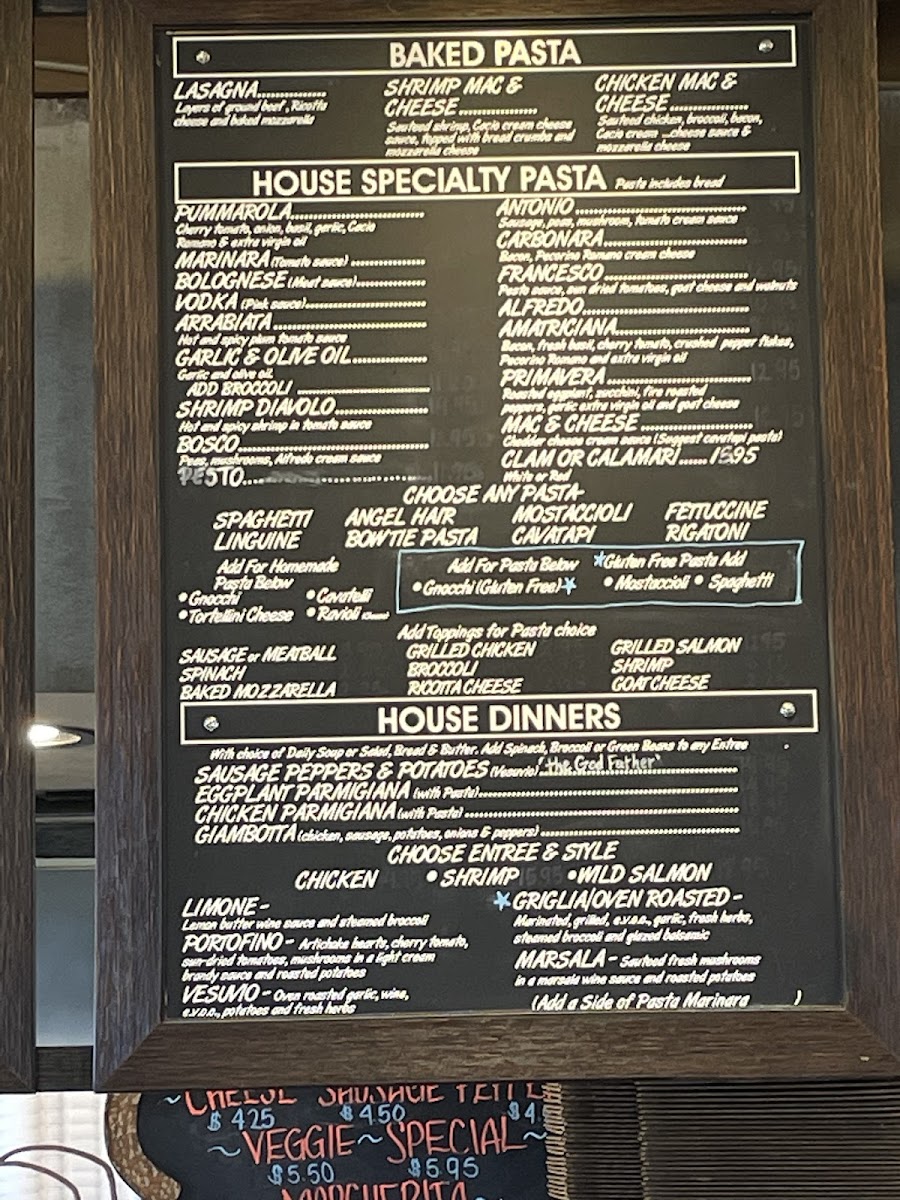 BAKED PASTA
LASAGNA...............
Layers of ground beef, Ricotta
cheese and baked mozzarella
SHRIMP MAC &
CHEESE.................
Sauteed shrimp, Cacio cream cheese
sauce, topped with bread crumbs and
mozzarella cheese
CHICKEN MAC &
CHEESE.................
Sauteed chicken, broccoli, bacon,
Cacio cream ...cheese sauce &
mozzarella cheese
HOUSE SPECIALTY PASTA Pasta includes bread
PUMMAROLA.............................
Cherry tomato, onion, basil, garlic, Cacio
Romano & extra virgin oil
MARINARA (Tomato sauce) ................
BOLOGNESE (Meat sauce)...............
VODKA (Pink sauce)..........................
ARRABIATA.................................
Hot and spicy plum tomato sauce
GARLIC & OLIVE OIL................
Garlic and olive oil
ADD BROCCOLI .............................
SHRIMP DIAVOLO....................
Hot and spicy shrimp in tomato sauce
BOSCO..........................................
Peas, mushrooms, Alfredo cream sauce
PESTO........................
ANTONIO ......................................
Sausage, peas, mushroom, tomato cream sauce
CARBONARA...............................
Bacon, Pecorino Romano cream cheese
FRANCESCO...............................
Pesto sauce, sun dried tomatoes, goat cheese and walnuts
ALFREDO....................................
AMATRICIANA............................
Bacon, fresh basil, cherry tomato, crushed pepper flakes,
Pecorino Romano and extra virgin oil
PRIMAVERA...............................
Roasted eggplant, zucchini, fire roasted
peppers, garlic extra virgin oil and goat cheese
MAC & CHEESE ........................
Cheddar cheese cream sauce (Suggest cavatapi pasta)
CLAM OR CALAMARI......15.95
White or Red
CHOOSE ANY PASTA-
SPAGHETTI ANGEL HAIR MOSTACCIOLI FETTUCCINE
LINGUINE BOWTIE PASTA CAVATAPI RIGATONI
Add For Homemade
Pasta Below
• Gnocchi • Cavatelli
• Tortellini Cheese • Ravioli (Cheese)
Add For Pasta Below *Gluten Free Pasta Add
• Gnocchi (Gluten Free)* • Mostaccioli • Spaghetti
Add Toppings for Pasta choice
SAUSAGE or MEATBALL GRILLED CHICKEN GRILLED SALMON
SPINACH BROCCOLI SHRIMP
BAKED MOZZARELLA RICOTTA CHEESE GOAT CHEESE
HOUSE DINNERS
With choice of Daily Soup or Salad, Bread & Butter. Add Spinach, Broccoli or Green Beans to any Entree
SAUSAGE PEPPERS & POTATOES (Vesuvio) "the God Father"
EGGPLANT PARMIGIANA (with Pasta)..........................................
CHICKEN PARMIGIANA (with Pasta) ............................................
GIAMBOTTA (chicken, sausage, potatoes, onions & peppers) ...............................
CHOOSE ENTREE & STYLE
CHICKEN • SHRIMP • WILD SALMON
LIMONE -
Lemon butter wine sauce and steamed broccoli
PORTOFINO - Artichoke hearts, cherry tomato,
sun-dried tomatoes, mushrooms in a light cream
brandy sauce and roasted potatoes
VESUVIO - Oven roasted garlic, wine,
e.v.o.o., potatoes and fresh herbs
*GRIGLIA/OVEN ROASTED -
Marinated, grilled, e.v.o.o., garlic, fresh herbs,
steamed broccoli and glazed balsamic
MARSALA - Sauteed fresh mushrooms
in a marsala wine sauce and roasted potatoes
(Add a Side of Pasta Marinara )
~CHEESE SAUSAGE PEPPE
$ 4.25 $ 4.50 $4
~VEGGIE~SPECIAL~
$5.50 $5.95
MARGHERITA